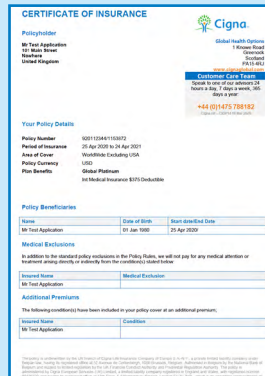 CERTIFICATE OF INSURANCE
Cigna.
Policyholder
Mr Test Application
101 Main Street
Nowhere
United Kingdom
Global Health Options
1 Knowe Road
Greenock
Scotland
PA15 4RJ
www.cignaglobal.com
Customer Care Team
Speak to one of our advisors 24
hours a day, 7 days a week, 365
days a year:
+44 (0)1475 788182
Your Policy Details
Policy Number
Period of Insurance 25 Apr 2020 to 24 Apr 2021
Area of Cover Worldwide Excluding USA
Policy Currency USD
Plan Benefits Global Platinum
Int Medical Insurance $375 Deductible
Policy Beneficiaries
Name Date of Birth Start date/End Date
Mr Test Application 01 Jan 1980 25 Apr 2020/
Medical Exclusions
In addition to the standard policy exclusions in the Policy Rules, we will not pay for any medical attention or
treatment arising directly or indirectly from the condition(s) stated below
Insured Name Medical Exclusion
Mr Test Application
Additional Premiums
The following condition(s) have been included in your policy cover at an additional premium;
Insured Name Condition
Mr Test Application